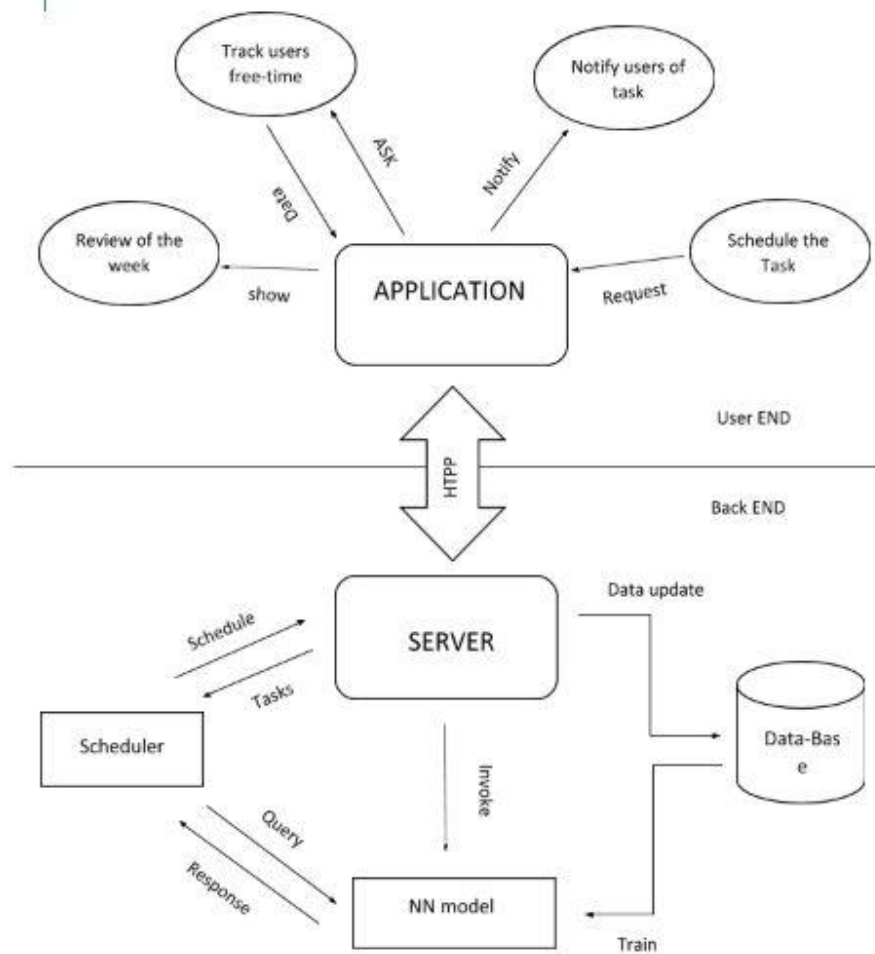 Track users
free-time
Notify users of
task
ASK
Notify
Data
Review of the
week
show
APPLICATION
Schedule the
Task
Request
User END
HTPP
Back END
SERVER
Data update
Schedule
Tasks
Scheduler
Data-Bas
e
Invoke
Query
Response
NN model
Train